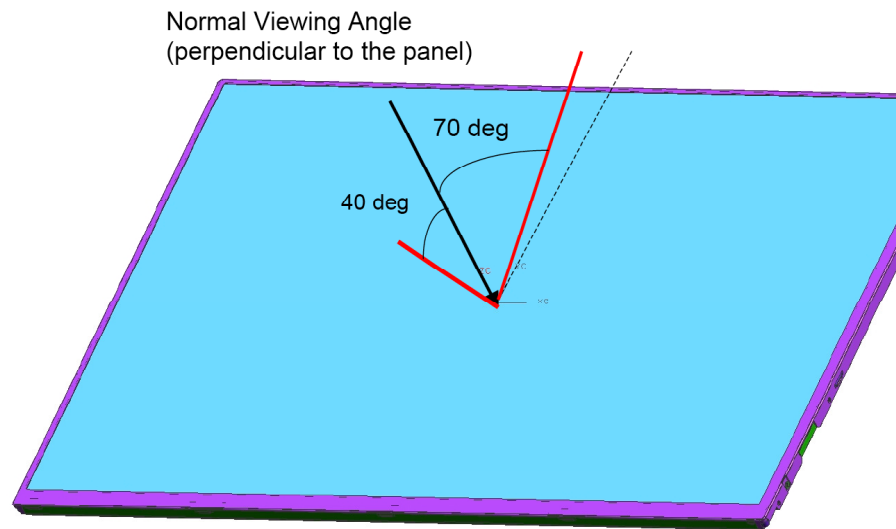 Normal Viewing Angle
(perpendicular to the panel)
70 deg
40 deg